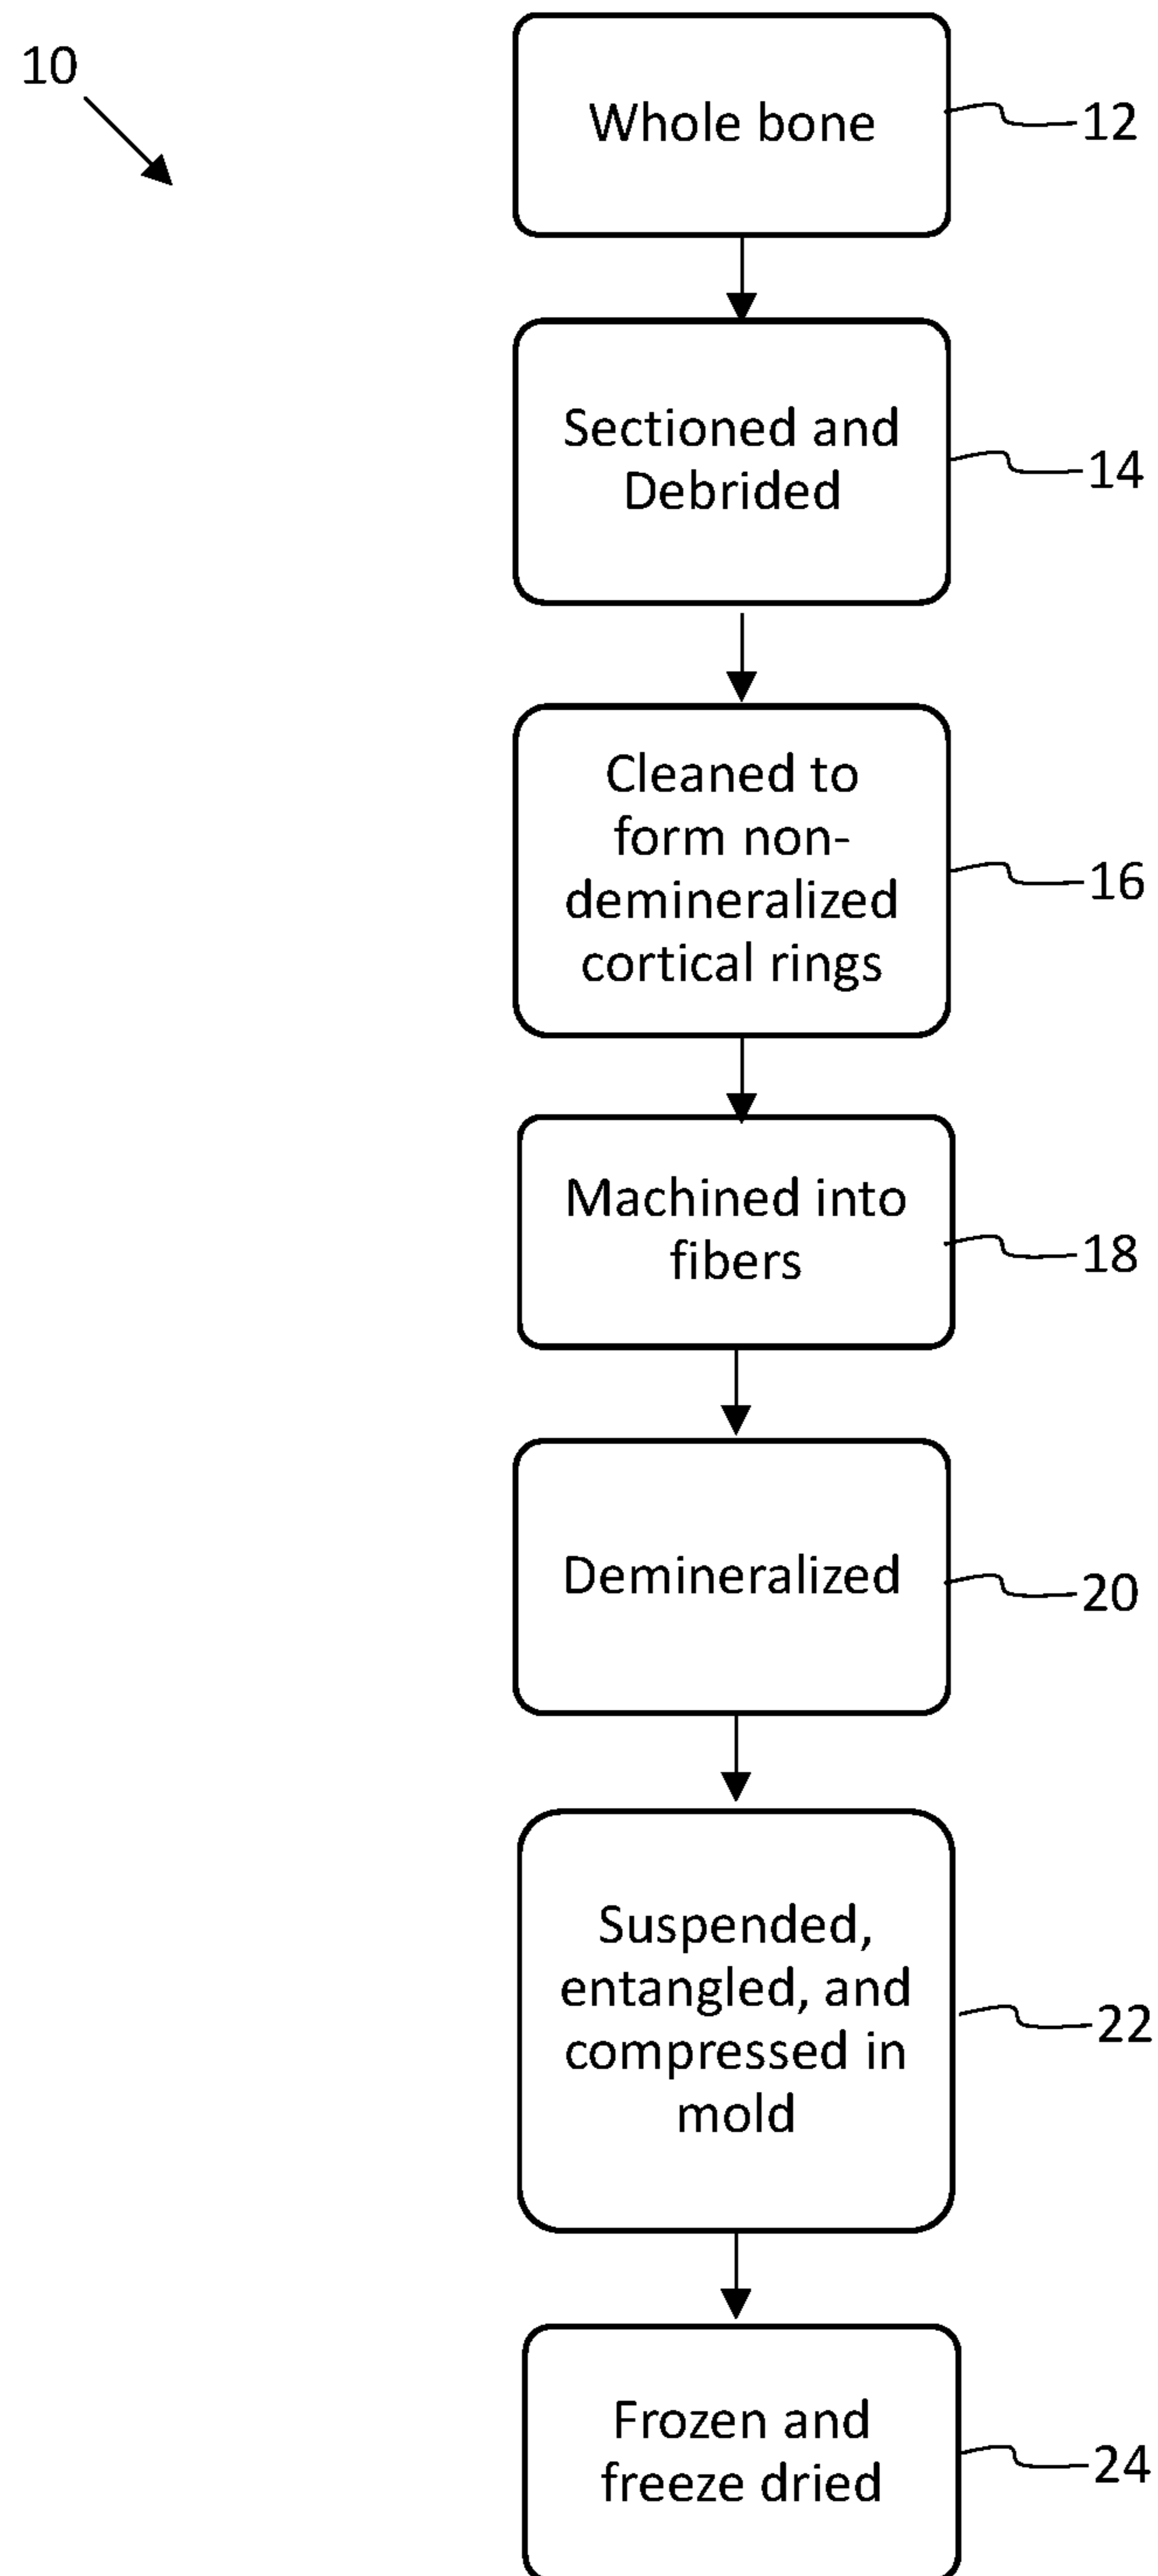 10
Whole bone
12
Sectioned and
Debrided
14
Cleaned to
form non-
demineralized
cortical rings
16
Machined into
fibers
18
Demineralized
20
Suspended,
entangled, and
compressed in
mold
22
Frozen and
freeze dried
24